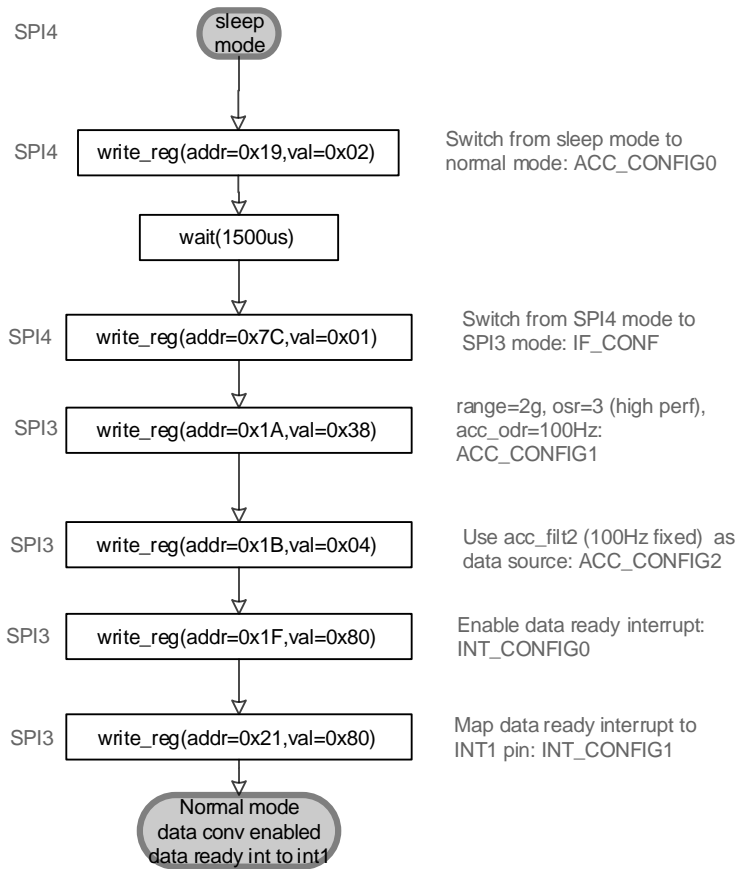 SPI4
sleep
mode
SPI4
write_reg(addr=0x19,val=0x02)
Switch from sleep mode to
normal mode: ACC_CONFIG0
wait(1500us)
SPI4
write_reg(addr=0x7C,val=0x01)
Switch from SPI4 mode to
SPI3 mode: IF_CONF
SPI3
write_reg(addr=0x1A,val=0x38)
range=2g, osr=3 (high perf),
acc_odr=100Hz:
ACC_CONFIG1
SPI3
write_reg(addr=0x1B,val=0x04)
Use acc_filt2 (100Hz fixed) as
data source: ACC_CONFIG2
SPI3
write_reg(addr=0x1F,val=0x80)
Enable data ready interrupt:
INT_CONFIG0
SPI3
write_reg(addr=0x21,val=0x80)
Map data ready interrupt to
INT1 pin: INT_CONFIG1
Normal mode
data conv enabled
data ready int to int1